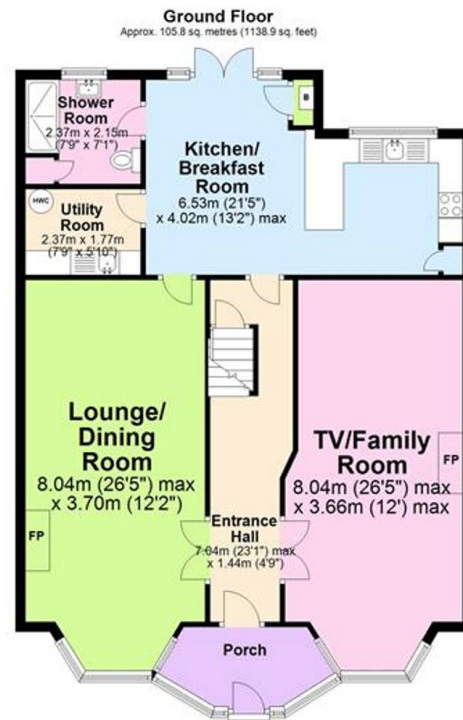 Ground Floor
Approx. 105.8 sq. metres (1138.9 sq. feet)
Shower
Room
2.37m x 2.15m
(7'9" x 7'1")
B
Kitchen/
Breakfast
Room
6.53m (21'5")
x 4.02m (13'2") max
HWC
Utility
Room
2.37m x 1.77m
(7'9" x 5'10")
Lounge/
Dining
Room
8.04m (26'5") max
x 3.70m (12'2")
FP
TV/Family
Room
8.04m (26'5") max
x 3.66m (12') max
FP
Entrance
Hall
7.04m (23'1") max
x 1.44m (4'9")
Porch